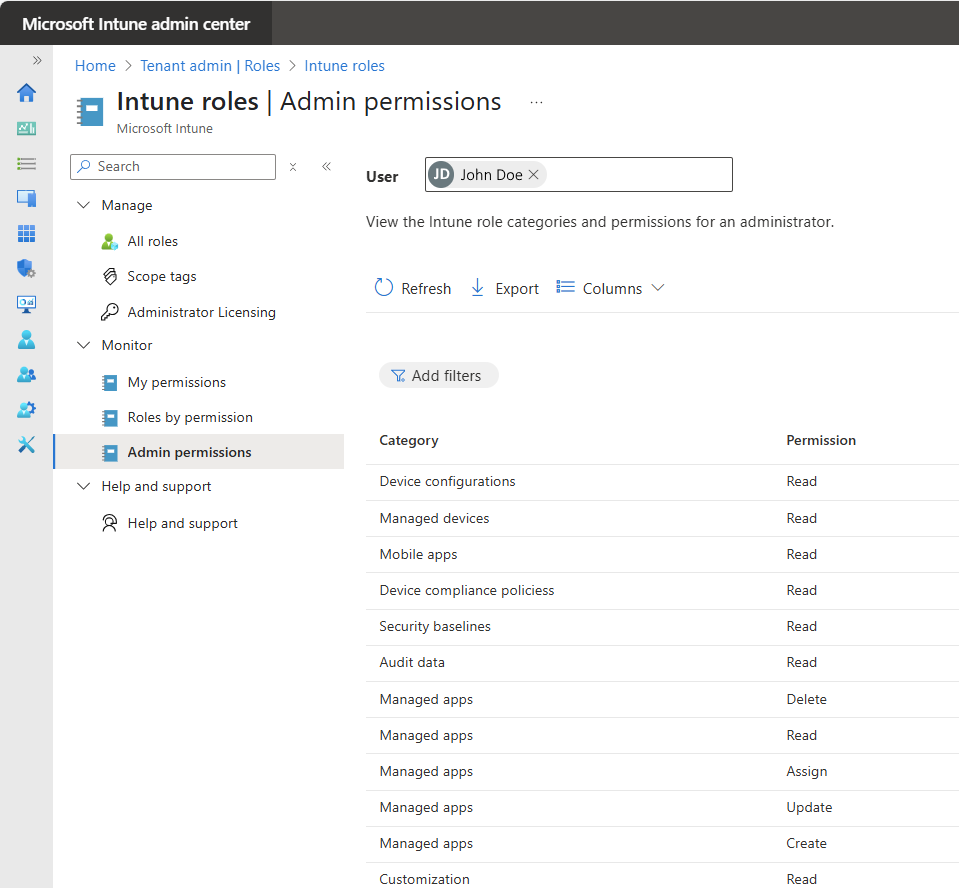 Microsoft Intune admin center
Home > Tenant admin | Roles > Intune roles
Intune roles | Admin permissions ...
Microsoft Intune
Search
User JD John Doe
View the Intune role categories and permissions for an administrator.
Refresh Export Columns
Add filters
Manage
All roles
Scope tags
Administrator Licensing
Monitor
My permissions
Roles by permission
Admin permissions
Help and support
Help and support
Category Permission
Device configurations Read
Managed devices Read
Mobile apps Read
Device compliance policiess Read
Security baselines Read
Audit data Read
Managed apps Delete
Managed apps Read
Managed apps Assign
Managed apps Update
Managed apps Create
Customization Read